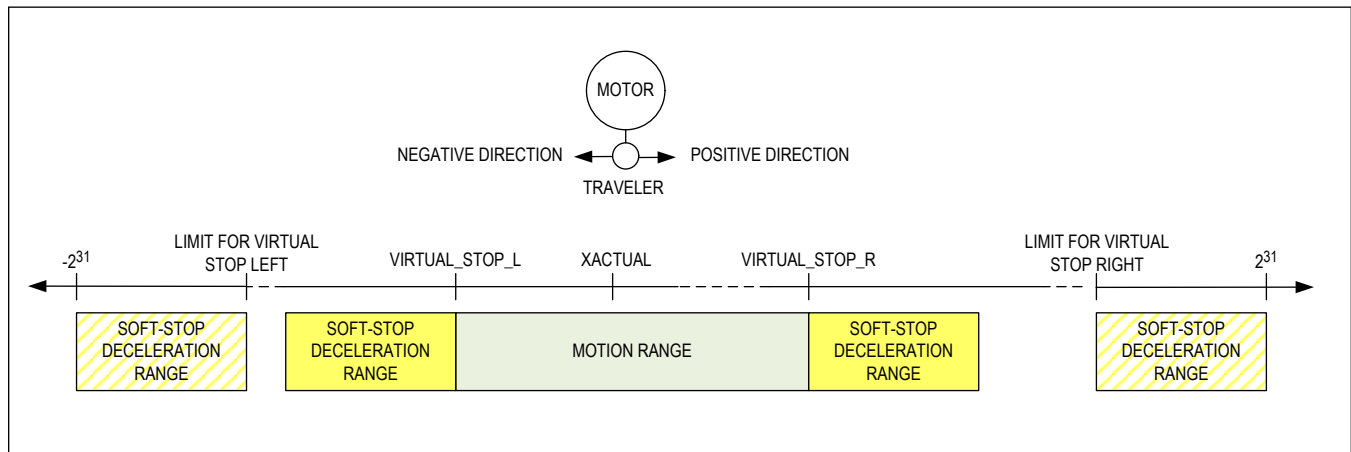 MOTOR
NEGATIVE DIRECTION
POSITIVE DIRECTION
TRAVELER
-2³¹
LIMIT FOR VIRTUAL
STOP LEFT
VIRTUAL_STOP_L
XACTUAL
VIRTUAL_STOP_R
LIMIT FOR VIRTUAL
STOP RIGHT
2³¹
SOFT-STOP
DECELERATION
RANGE
SOFT-STOP
DECELERATION
RANGE
MOTION RANGE
SOFT-STOP
DECELERATION
RANGE
SOFT-STOP
DECELERATION
RANGE